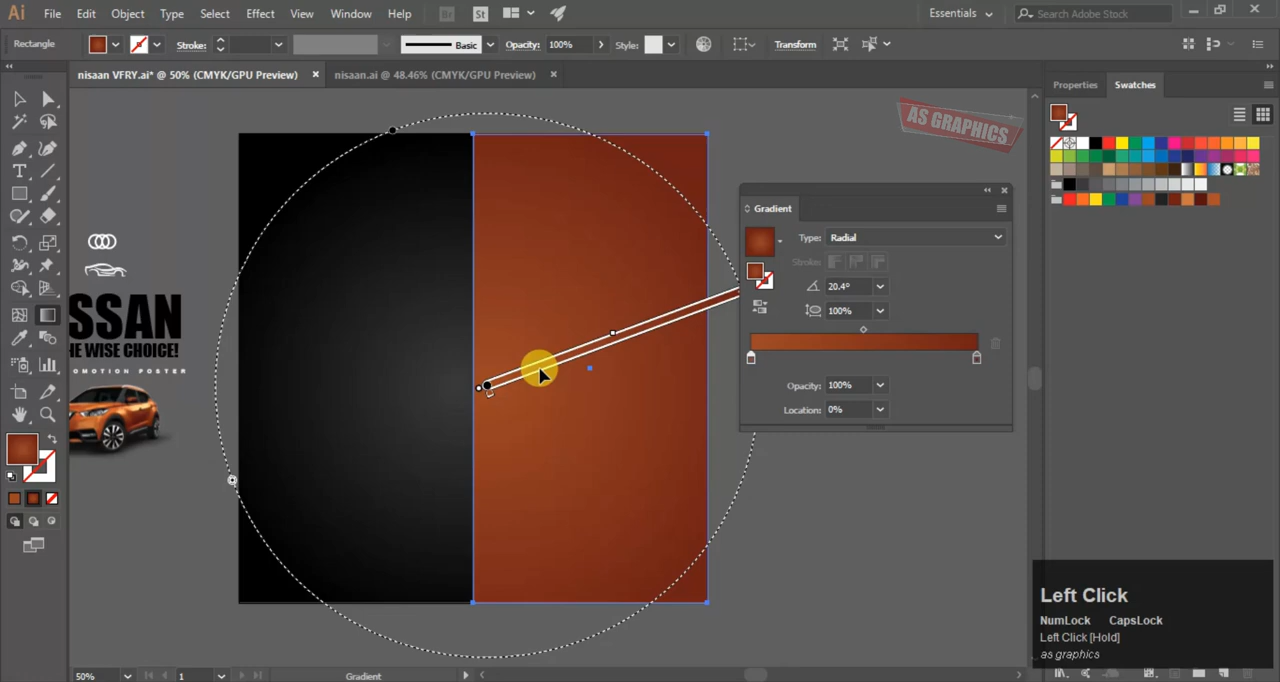 Ai File Edit Object Type Select Effect View Window Help Br St Essentials Search Adobe Stock
Rectangle Stroke: Basic Opacity: 100% Style: Transform
nisaan VFRY.ai* @ 50% (CMYK/GPU Preview) × nisaan.ai @ 48.46% (CMYK/GPU Preview) ×
Properties Swatches
AS GRAPHICS
Gradient
Type: Radial
Strokes:
20.4°
100%
Opacity: 100%
Location: 0%
SSAN
HE WISE CHOICE!
OMOTION POSTER
Left Click
NumLock CapsLock
Left Click [Hold]
as graphics
50% 1 Gradient